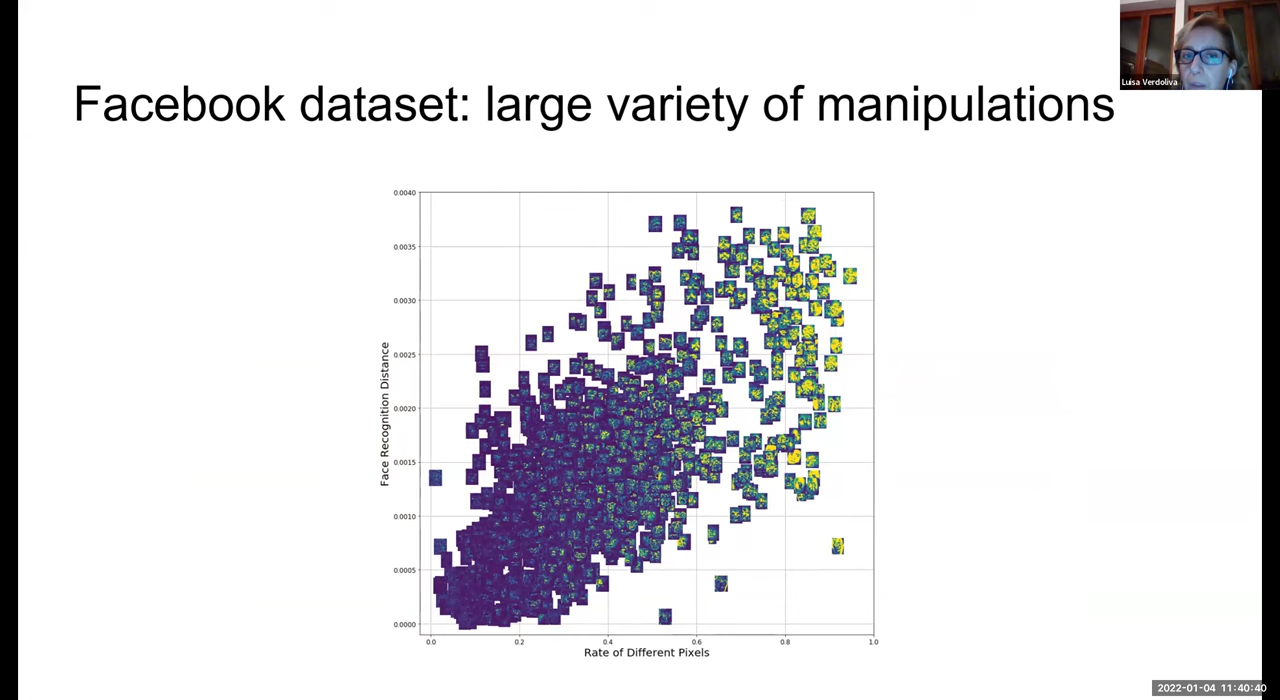 Luisa Verdoliva
Facebook dataset: large variety of manipulations
0.0040
0.0035
0.0030
0.0025
0.0020
0.0015
0.0010
0.0005
0.0000
Face Recognition Distance
0.0 0.2 0.4 0.6 0.8 1.0
Rate of Different Pixels
2022-01-04 11:40:40